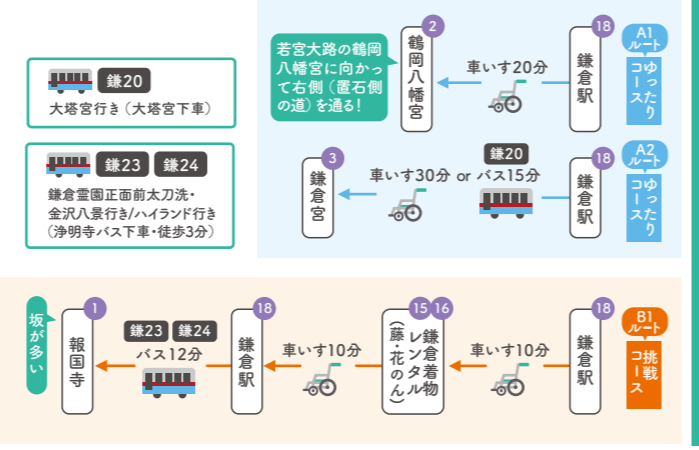 鎌20
大塔宮行き（大塔宮下車）
鎌23 鎌24
鎌倉霊園正面前太刀洗・
金沢八景行き/ハイランド行き
（浄明寺バス下車・徒歩3分）
A1
ルート
ゆったり
コース
18
鎌倉駅
車いす20分
2
鶴岡八幡宮
若宮大路の鶴岡
八幡宮に向かっ
て右側（置石側
の道）を通る！
A2
ルート
ゆったり
コース
18
鎌倉駅
鎌20
車いす30分 or バス15分
3
鎌倉宮
B1
ルート
挑戦
コース
18
鎌倉駅
車いす10分
15 16
鎌倉着物
レンタル
（藤・花のん）
車いす10分
18
鎌倉駅
鎌23 鎌24
バス12分
1
報国寺
坂が多い